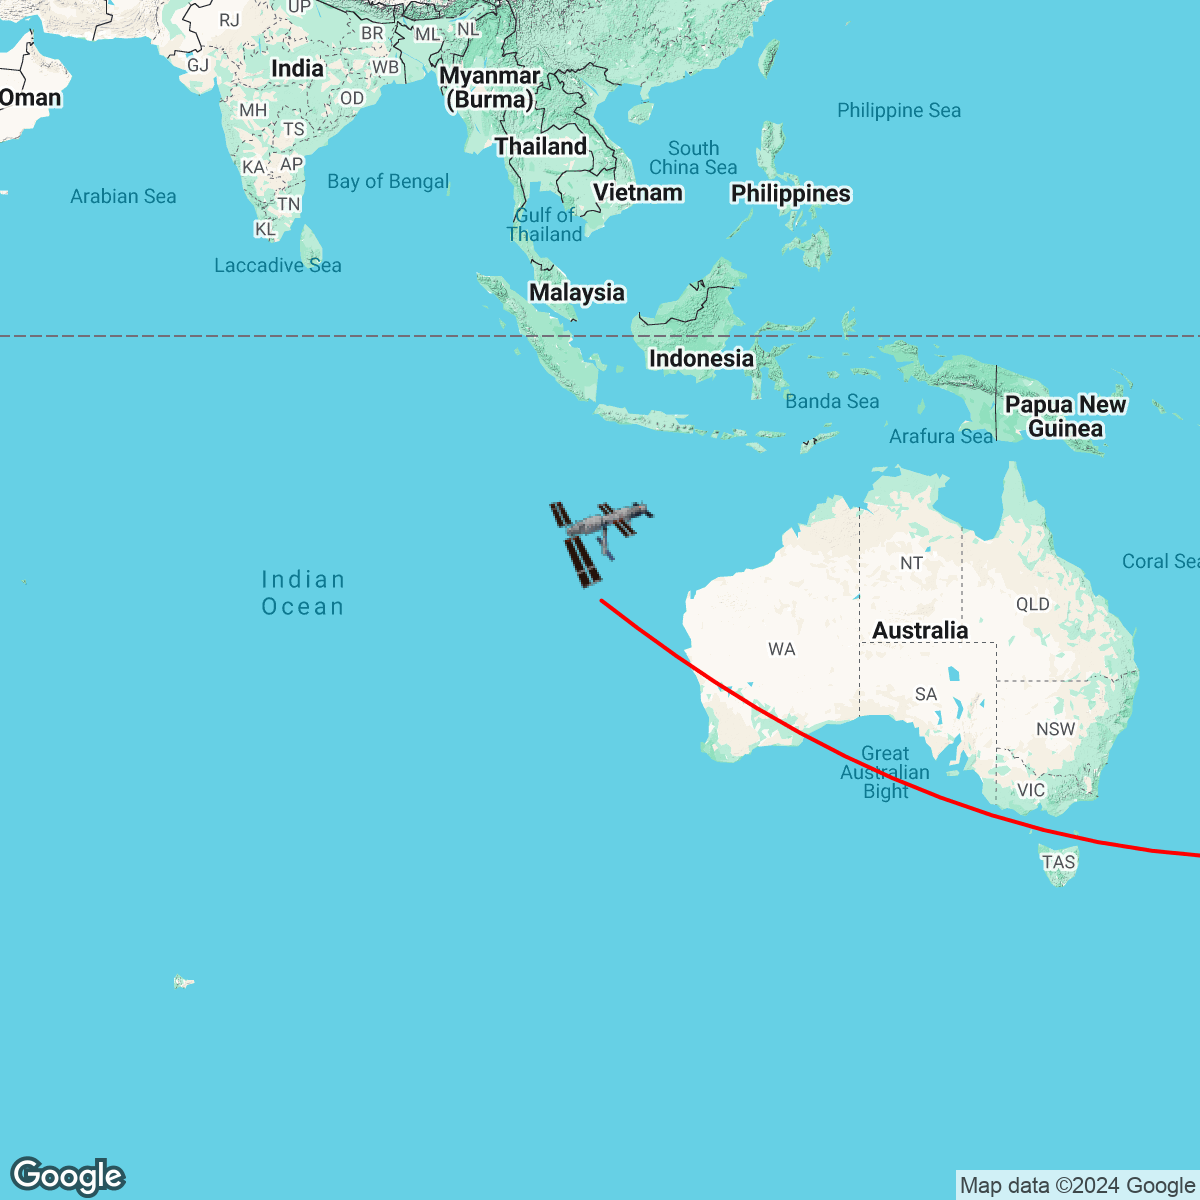 UP
RJ
BR
ML
NL
GJ
India
WB
Myanmar
(Burma)
Oman
MH
OD
Philippine Sea
TS
Thailand
South
China Sea
KA
AP
Bay of Bengal
Vietnam
Philippines
Arabian Sea
TN
Gulf of
Thailand
KL
Laccadive Sea
Malaysia
Indonesia
Banda Sea
Papua New
Guinea
Arafura Sea
Coral Sea
NT
Indian
Ocean
QLD
Australia
WA
SA
NSW
Great
Australian
Bight
VIC
TAS
Google
Map data ©2024 Google